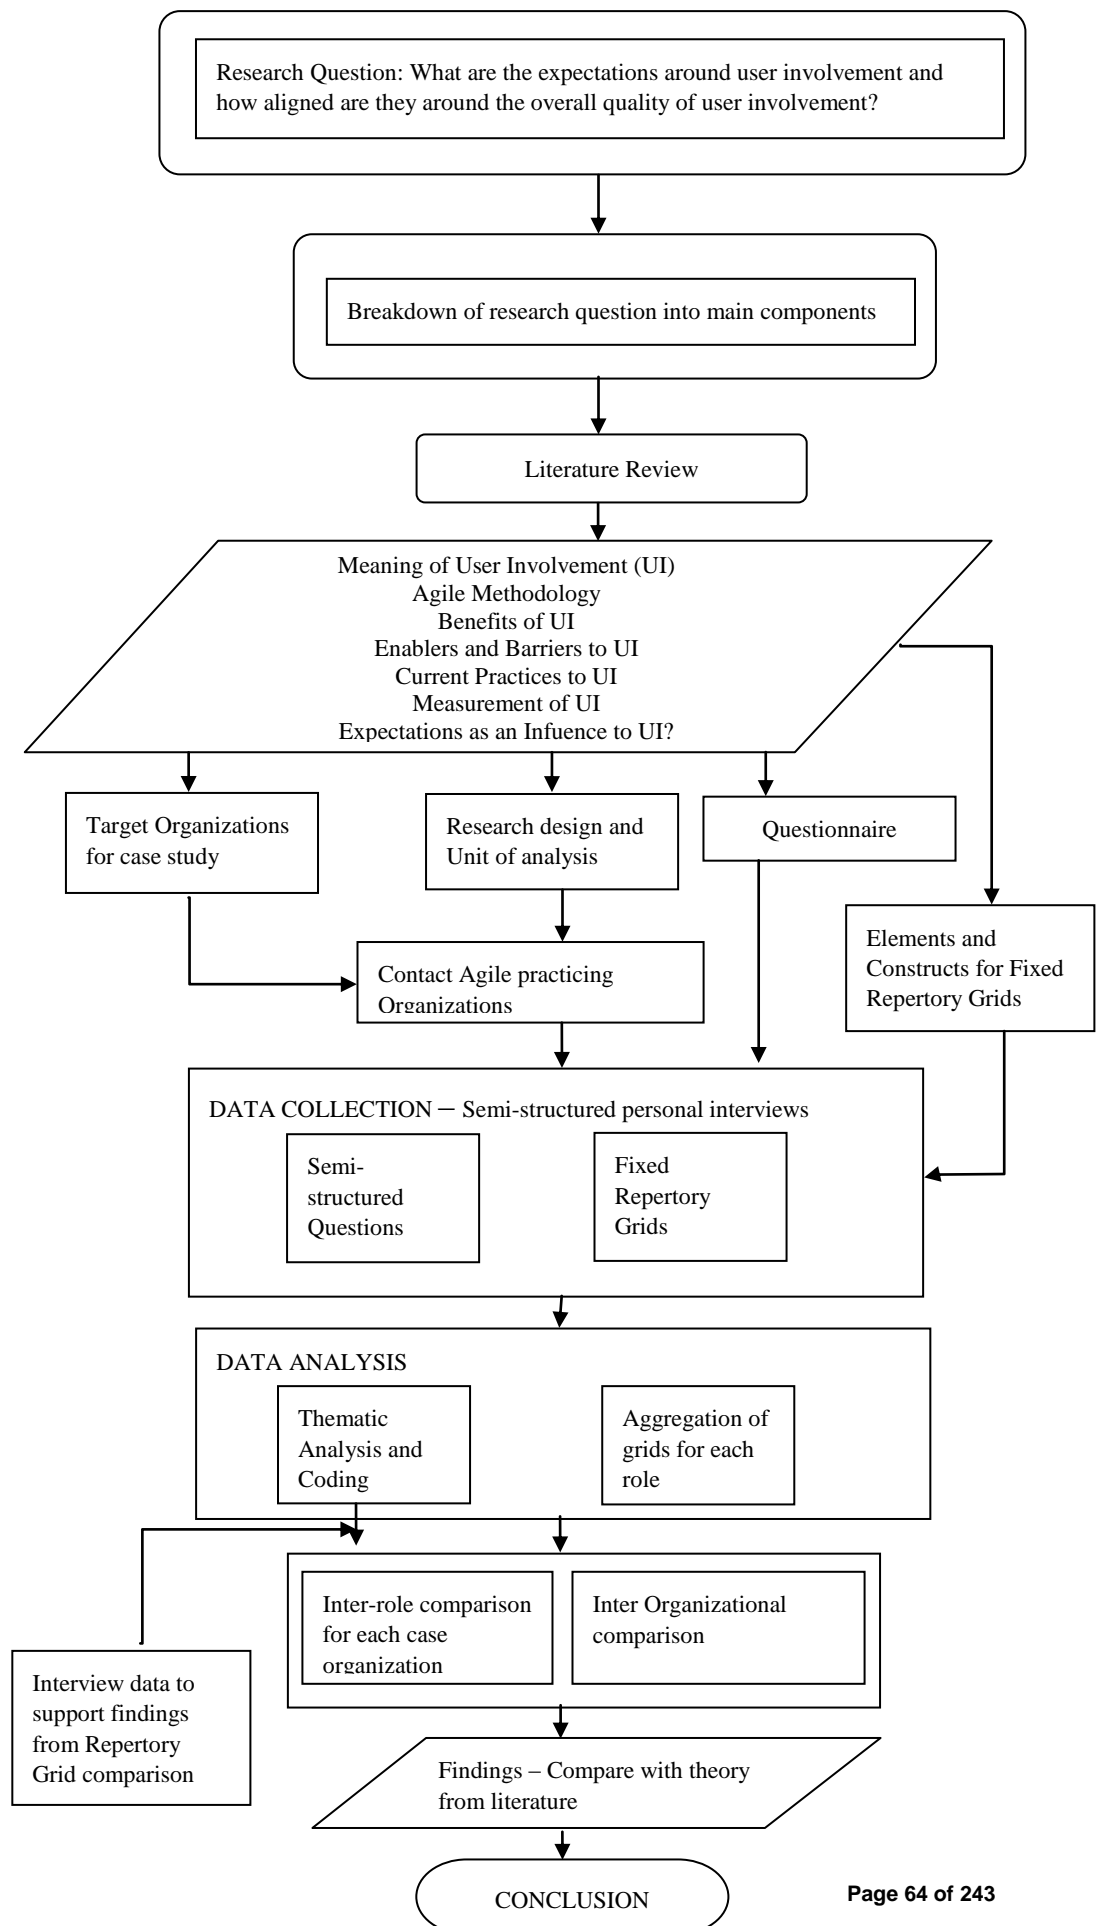 Research Question: What are the expectations around user involvement and
how aligned are they around the overall quality of user involvement?
Breakdown of research question into main components
Literature Review
Meaning of User Involvement (UI)
Agile Methodology
Benefits of UI
Enablers and Barriers to UI
Current Practices to UI
Measurement of UI
Expectations as an Infuence to UI?
Target Organizations
for case study
Research design and
Unit of analysis
Questionnaire
Elements and
Constructs for Fixed
Repertory Grids
Contact Agile practicing
Organizations
DATA COLLECTION – Semi-structured personal interviews
Semi-
structured
Questions
Fixed
Repertory
Grids
DATA ANALYSIS
Thematic
Analysis and
Coding
Aggregation of
grids for each
role
Inter-role comparison
for each case
organization
Inter Organizational
comparison
Interview data to
support findings
from Repertory
Grid comparison
Findings – Compare with theory
from literature
CONCLUSION
Page 64 of 243